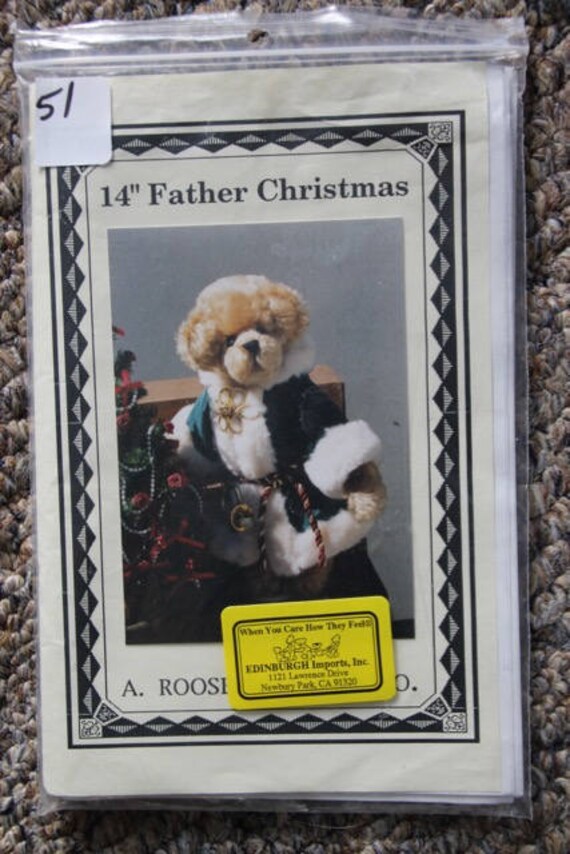 51
14" Father Christmas
When You Care How They Feel®
EDINBURGH Imports, Inc.
1121 Lawrence Drive
Newbury Park, CA 91320
A.